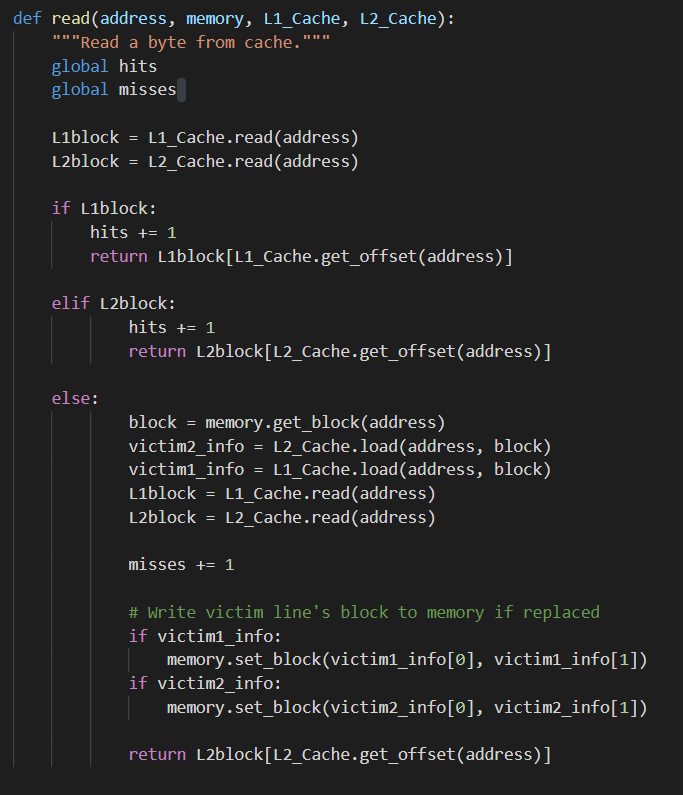 def read(address, memory, L1_Cache, L2_Cache):
"""Read a byte from cache."""
global hits
global misses
L1block = L1_Cache.read(address)
L2block = L2_Cache.read(address)
if L1block:
hits += 1
return L1block[L1_Cache.get_offset(address)]
elif L2block:
hits += 1
return L2block[L2_Cache.get_offset(address)]
else:
block = memory.get_block(address)
victim2_info = L2_Cache.load(address, block)
victim1_info = L1_Cache.load(address, block)
L1block = L1_Cache.read(address)
L2block = L2_Cache.read(address)
misses += 1
# Write victim line's block to memory if replaced
if victim1_info:
memory.set_block(victim1_info[0], victim1_info[1])
if victim2_info:
memory.set_block(victim2_info[0], victim2_info[1])
return L2block[L2_Cache.get_offset(address)]